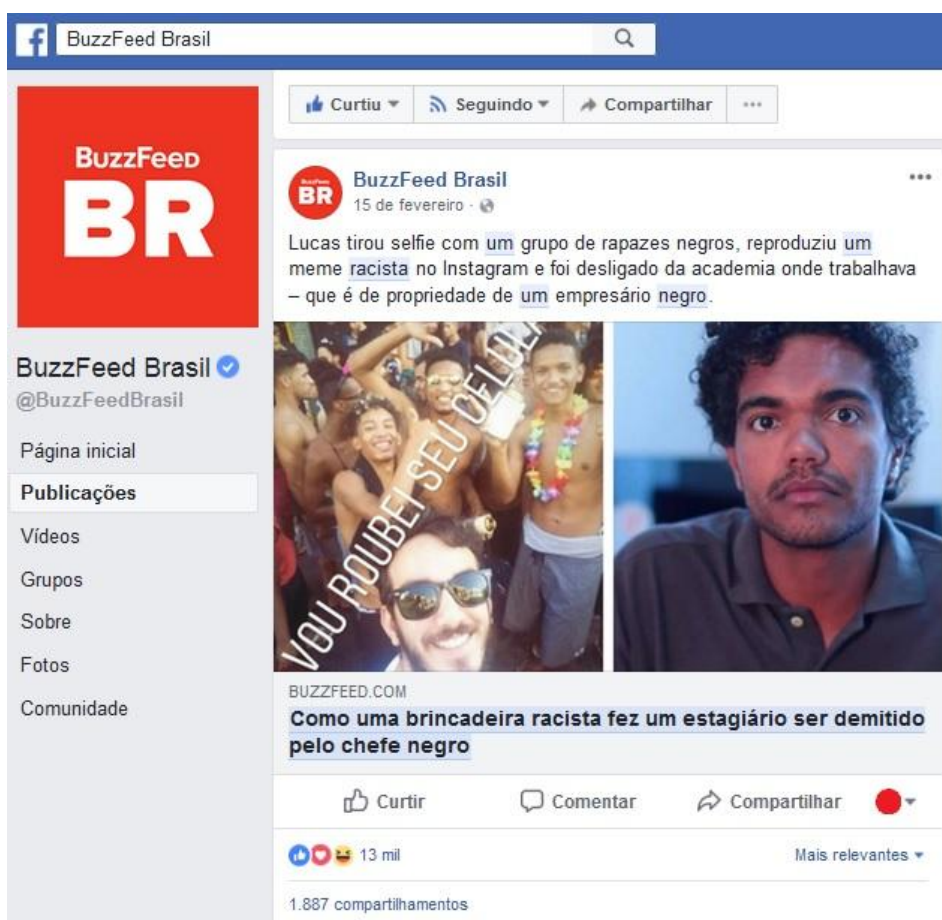 f BuzzFeed Brasil
Curtiu Seguindo Compartilhar ...
BuzzFeed
BR
BuzzFeed Brasil
@BuzzFeedBrasil
Página inicial
Publicações
Vídeos
Grupos
Sobre
Fotos
Comunidade
BuzzFeed
BR
BuzzFeed Brasil
15 de fevereiro ·
Lucas tirou selfie com um grupo de rapazes negros, reproduziu um
meme racista no Instagram e foi desligado da academia onde trabalhava
– que é de propriedade de um empresário negro.
VOU ROUBEI SEU CELULA
BUZZFEED.COM
Como uma brincadeira racista fez um estagiário ser demitido
pelo chefe negro
Curtir Comentar Compartilhar
13 mil Mais relevantes
1.887 compartilhamentos